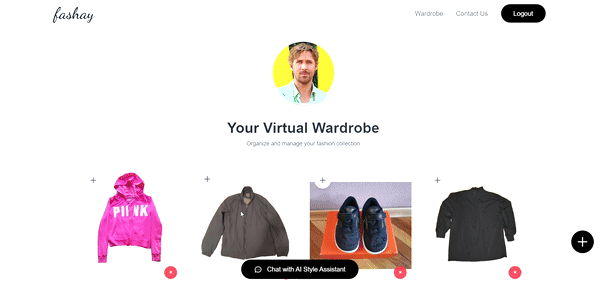 fashay
Wardrobe
Contact Us
Logout
Your Virtual Wardrobe
Organize and manage your fashion collection
PINK
Chat with AI Style Assistant